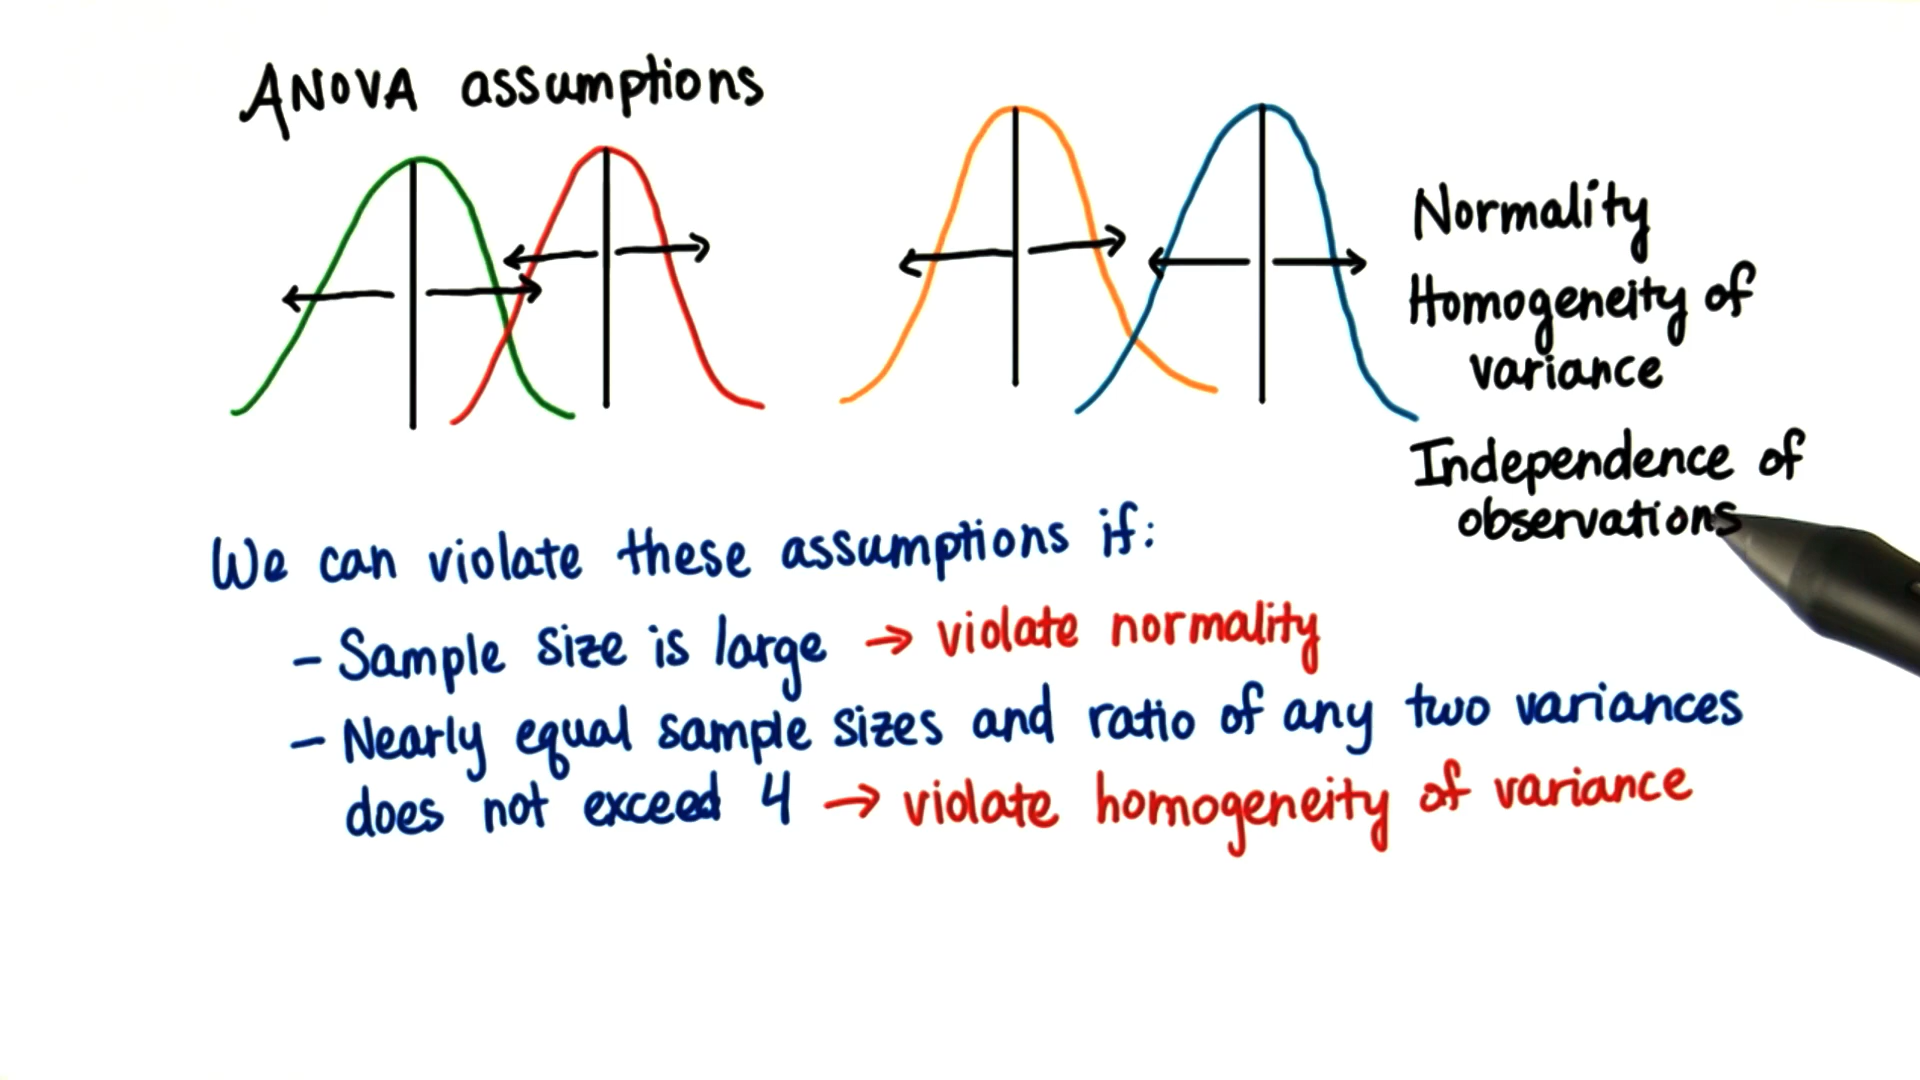 ANOVA assumptions
Normality
Homogeneity of
variance
Independence of
observations
We can violate these assumptions if:
- Sample size is large → violate normality
- Nearly equal sample sizes and ratio of any two variances
does not exceed 4 → violate homogeneity of variance